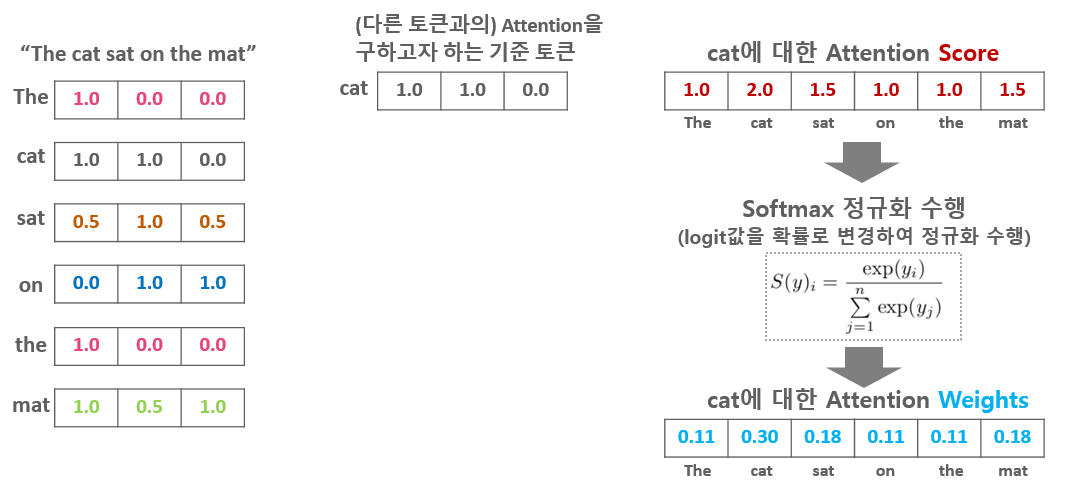 “The cat sat on the mat”
The 1.0 0.0 0.0
cat 1.0 1.0 0.0
sat 0.5 1.0 0.5
on 0.0 1.0 1.0
the 1.0 0.0 0.0
mat 1.0 0.5 1.0
(다른 토큰과의) Attention을
구하고자 하는 기준 토큰
cat 1.0 1.0 0.0
cat에 대한 Attention Score
1.0 2.0 1.5 1.0 1.0 1.5
The cat sat on the mat
Softmax 정규화 수행
(logit값을 확률로 변경하여 정규화 수행)
S(y)i = exp(yi) / n∑j=1 exp(yj)
cat에 대한 Attention Weights
0.11 0.30 0.18 0.11 0.11 0.18
The cat sat on the mat